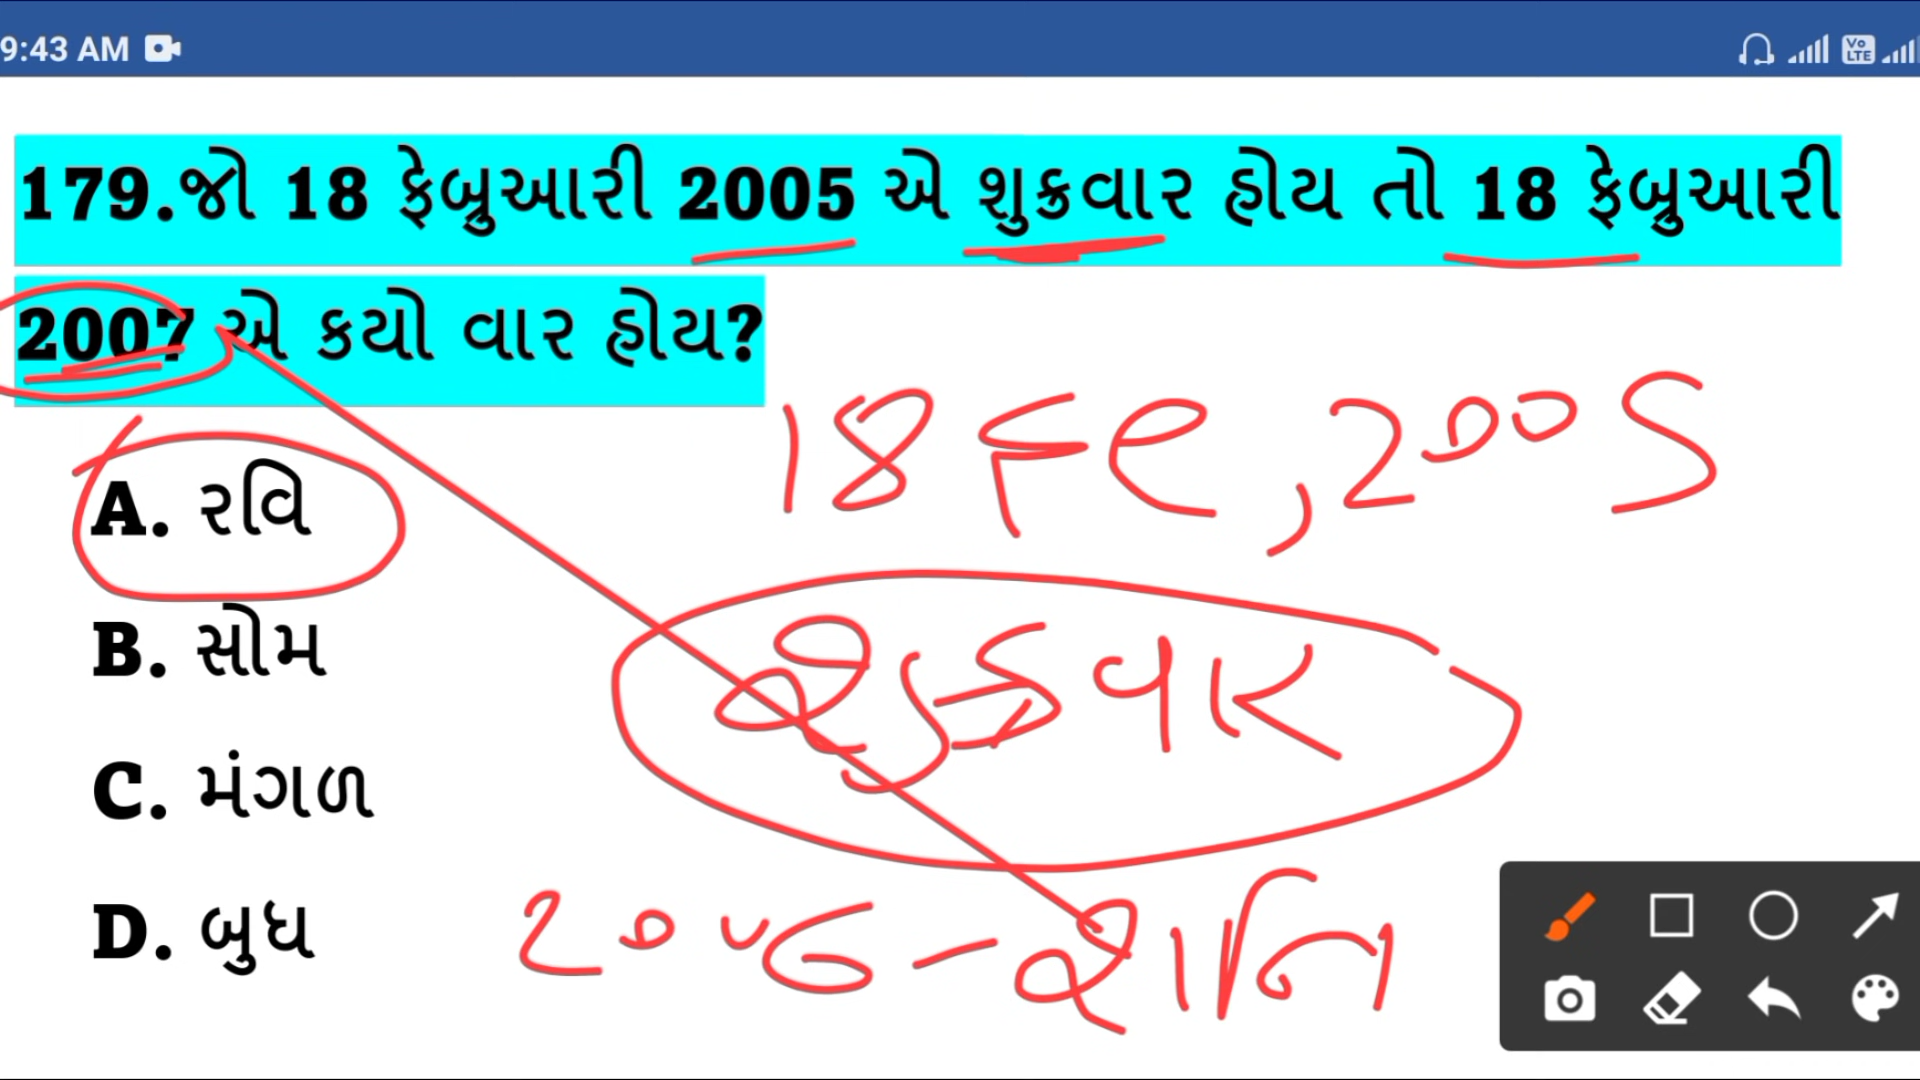 9:43 AM
179.જો 18 ફેબ્રુઆરી 2005 એ શુક્રવાર હોય તો 18 ફેબ્રુઆરી
2007 એ કયો વાર હોય?
18 ફે, 2005
A. રવિ
B. સોમ
શુક્રવાર
C. મંગળ
D. બુધ
2006 - શનિ